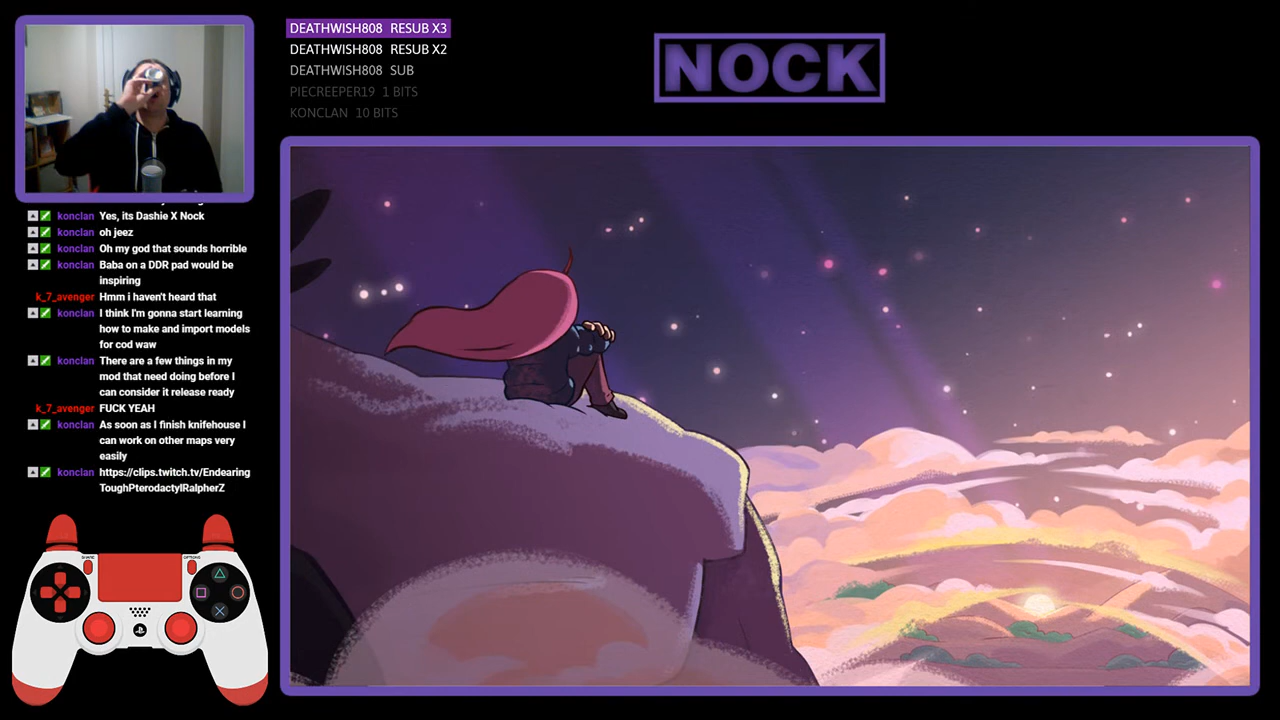 DEATHWISH808 RESUB X3
DEATHWISH808 RESUB X2
DEATHWISH808 SUB
PIECREEPER19 1 BITS
KONCLAN 10 BITS
NOCK
konclan Yes, its Dashie X Nock
konclan oh jeez
konclan Oh my god that sounds horrible
konclan Baba on a DDR pad would be
inspiring
k_7_avenger Hmm i haven't heard that
konclan I think I'm gonna start learning
how to make and import models
for cod waw
konclan There are a few things in my
mod that need doing before I
can consider it release ready
k_7_avenger FUCK YEAH
konclan As soon as I finish knifehouse I
can work on other maps very
easily
konclan https://clips.twitch.tv/Endearing
ToughPterodactylRalpherZ
SHARE
OPTIONS